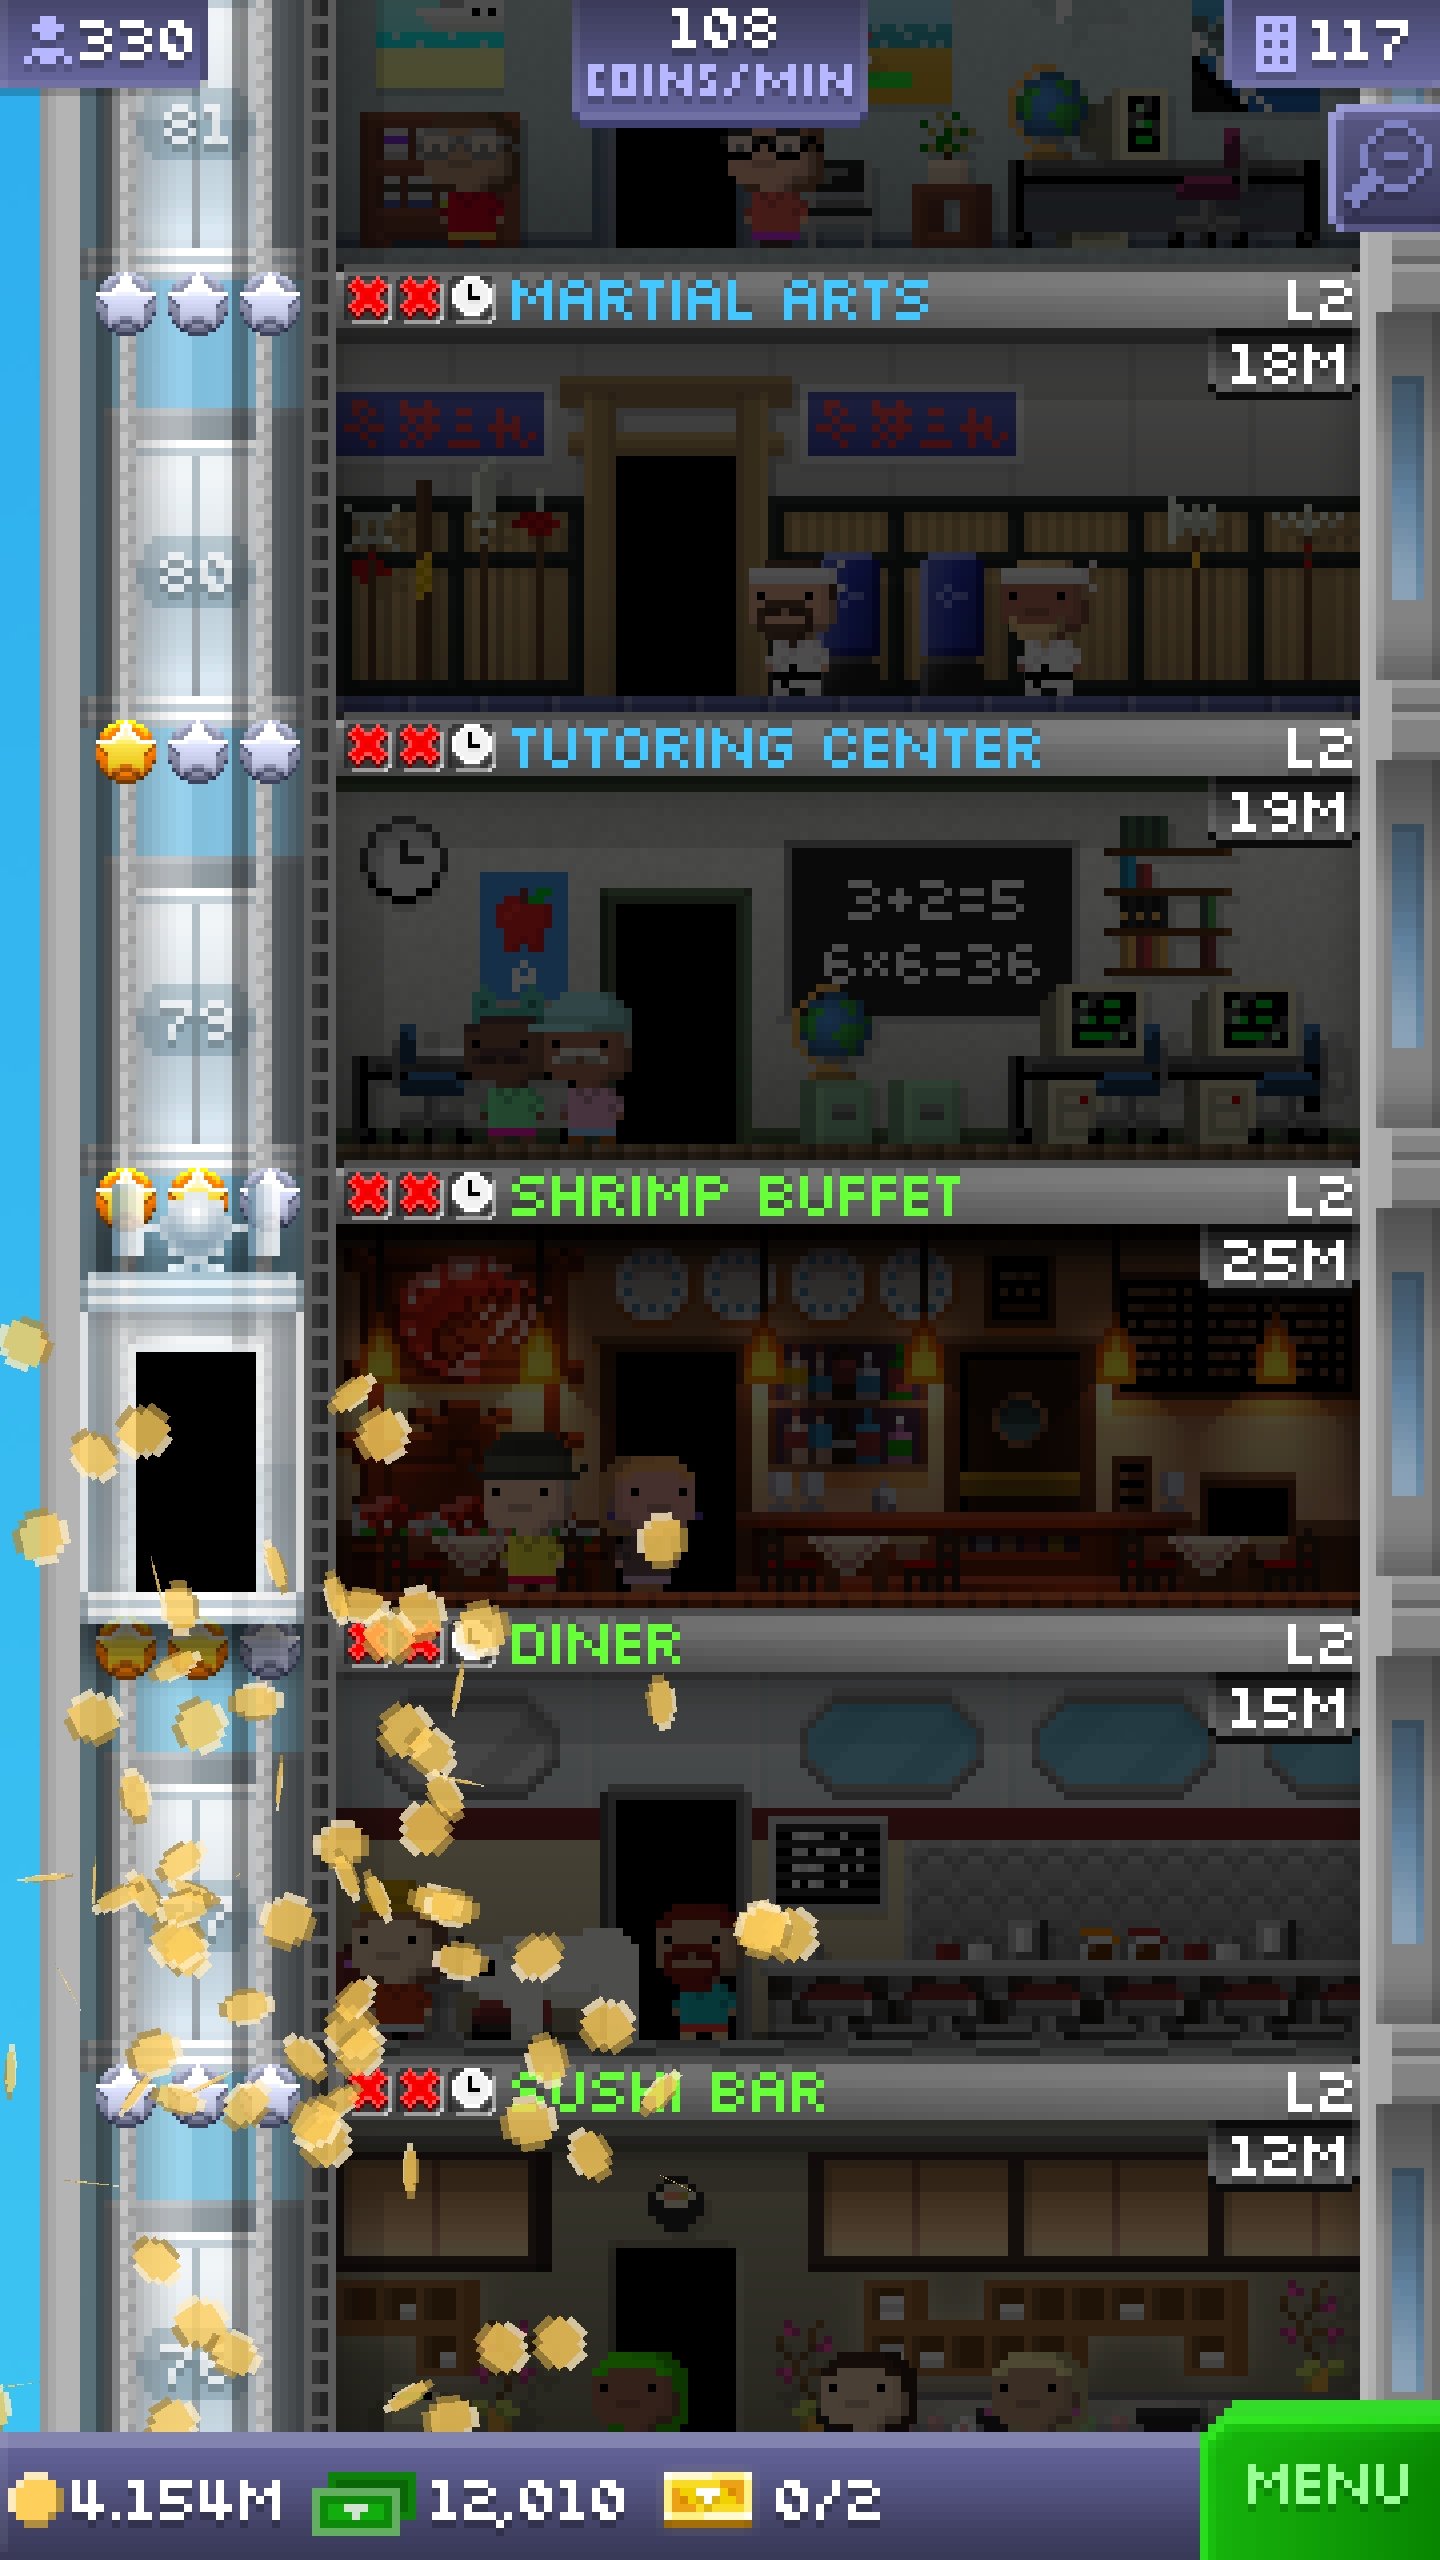 330
108
COINS/MIN
117
81
MARTIAL ARTS
L2
18M
80
TUTORING CENTER
L2
19M
3+2=5
6×6=36
A
79
SHRIMP BUFFET
L2
25M
DINER
L2
15M
SUSHI BAR
L2
12M
4.154M
12,010
0/2
MENU